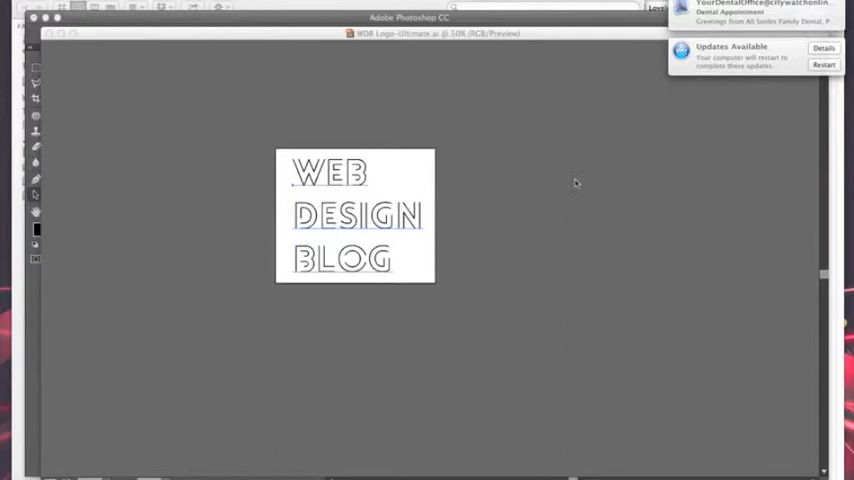 Adobe Photoshop CC
WDB Logo-Ultimate.ai @ 50% (RGB/Preview)
YourDentalOffice@citywatchonlin...
Dental Appointment
Greetings from All Smiles Family Dental, P...
Updates Available
Your computer will restart to
complete these updates.
Details
Restart
WEB
DESIGN
BLOG